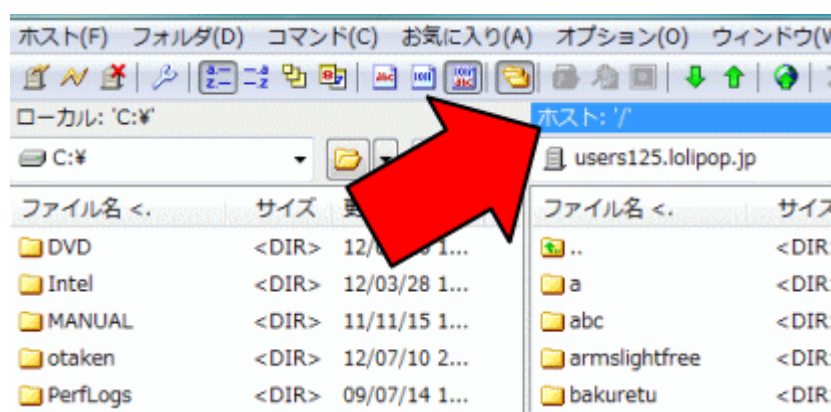 ホスト(F) フォルダ(D) コマンド(C) お気に入り(A) オプション(O) ウィンドウ(W
ローカル: 'C:¥' ホスト: '/'
C:¥ users125.lolipop.jp
ファイル名 <. サイズ ファイル名 <. サイズ
DVD <DIR> 1... .. <DIR
Intel <DIR> 12/03/28 1... a <DIR
MANUAL <DIR> 11/11/15 1... abc <DIR
otaken <DIR> 12/07/10 2... armslightfree <DIR
PerfLogs <DIR> 09/07/14 1... bakuretu <DIR